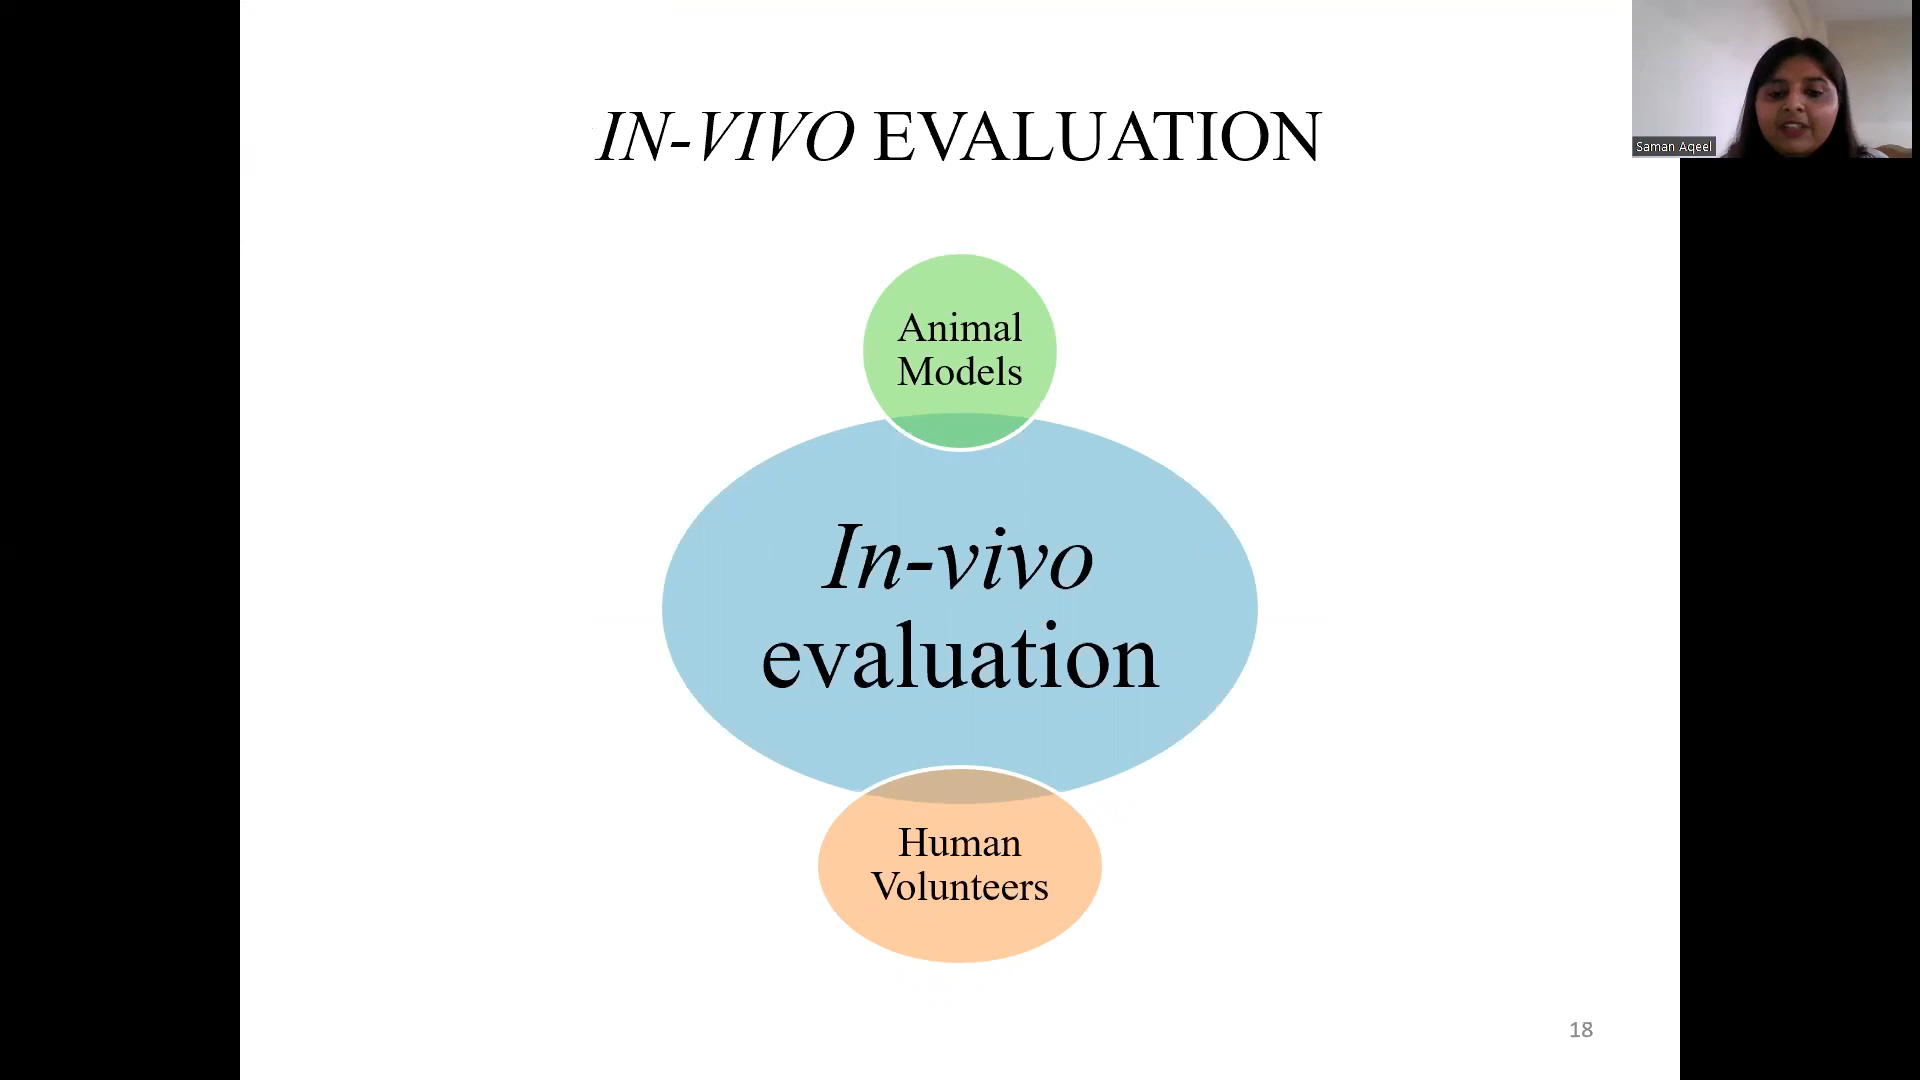 IN-VIVO EVALUATION
Saman Aqeel
Animal
Models
In-vivo
evaluation
Human
Volunteers
18